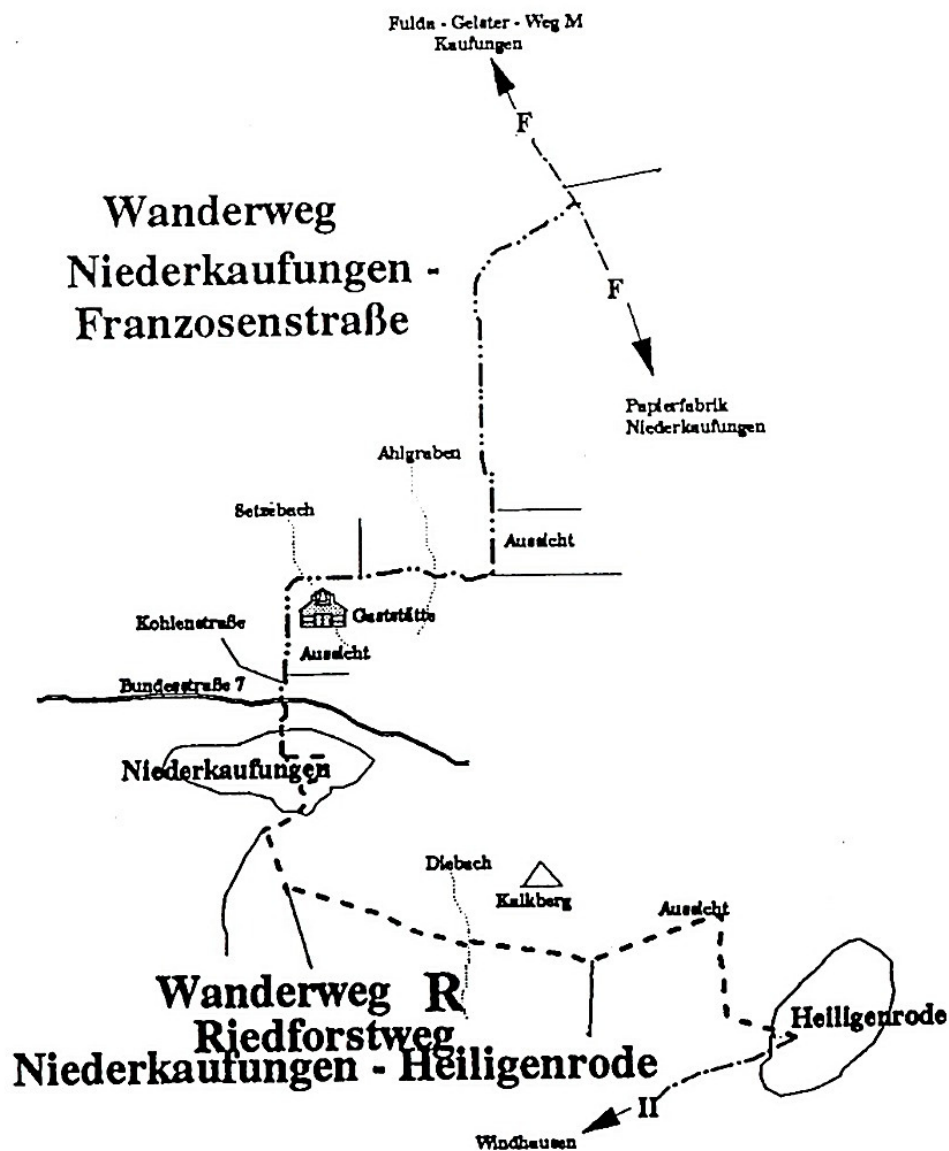 Fulda - Gelster - Weg M
Kaufungen
F
Wanderweg
Niederkaufungen -
Franzosenstraße
F
Papierfabrik
Niederkaufungen
Ahlgraben
Setzebach
Aussicht
Gaststätte
Kohlenstraße
Aussicht
Bundesstraße 7
Niederkaufungen
Diebach
Kalkberg
Aussicht
Wanderweg R
Riedforstweg
Niederkaufungen - Heiligenrode
Heiligenrode
II
Windhausen